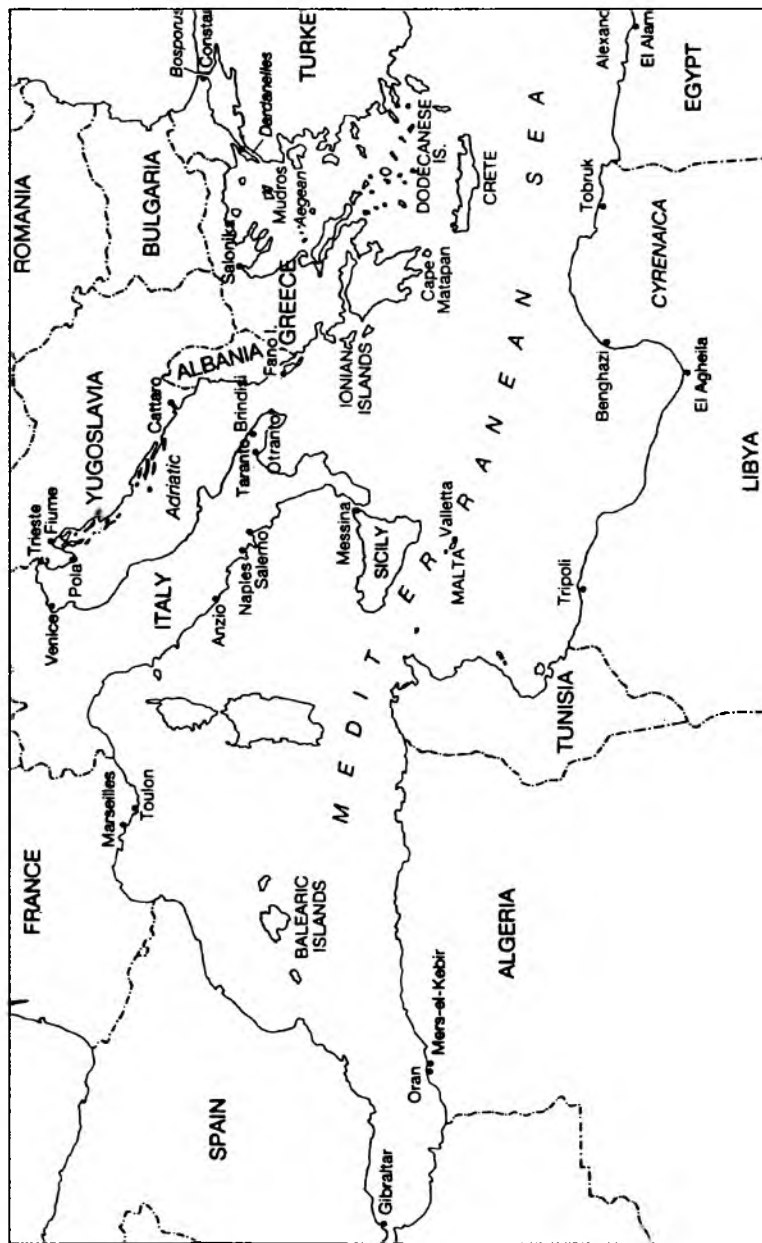 FRANCE
SPAIN
Marseilles
Toulon
BALEARIC
ISLANDS
Gibraltar
Oran
Mers-el-Kebir
ALGERIA
TUNISIA
Venice
Trieste
Fiume
Pola
ITALY
Anzio
Naples
Salerno
Adriatic
YUGOSLAVIA
Cattaro
ALBANIA
Taranto
Brindisi
Otranto
Fano I.
Messina
SICILY
MALTA
Valletta
MEDITERRANEAN SEA
ROMANIA
BULGARIA
Bosporus
Constan
TURKE
Dardanelles
Salonika
Mudros
Aegean
GREECE
IONIAN
ISLANDS
Cape
Matapan
DODECANESE
IS.
CRETE
Tripoli
LIBYA
Benghazi
El Agheila
CYRENAICA
Tobruk
EGYPT
Alexand
El Alam